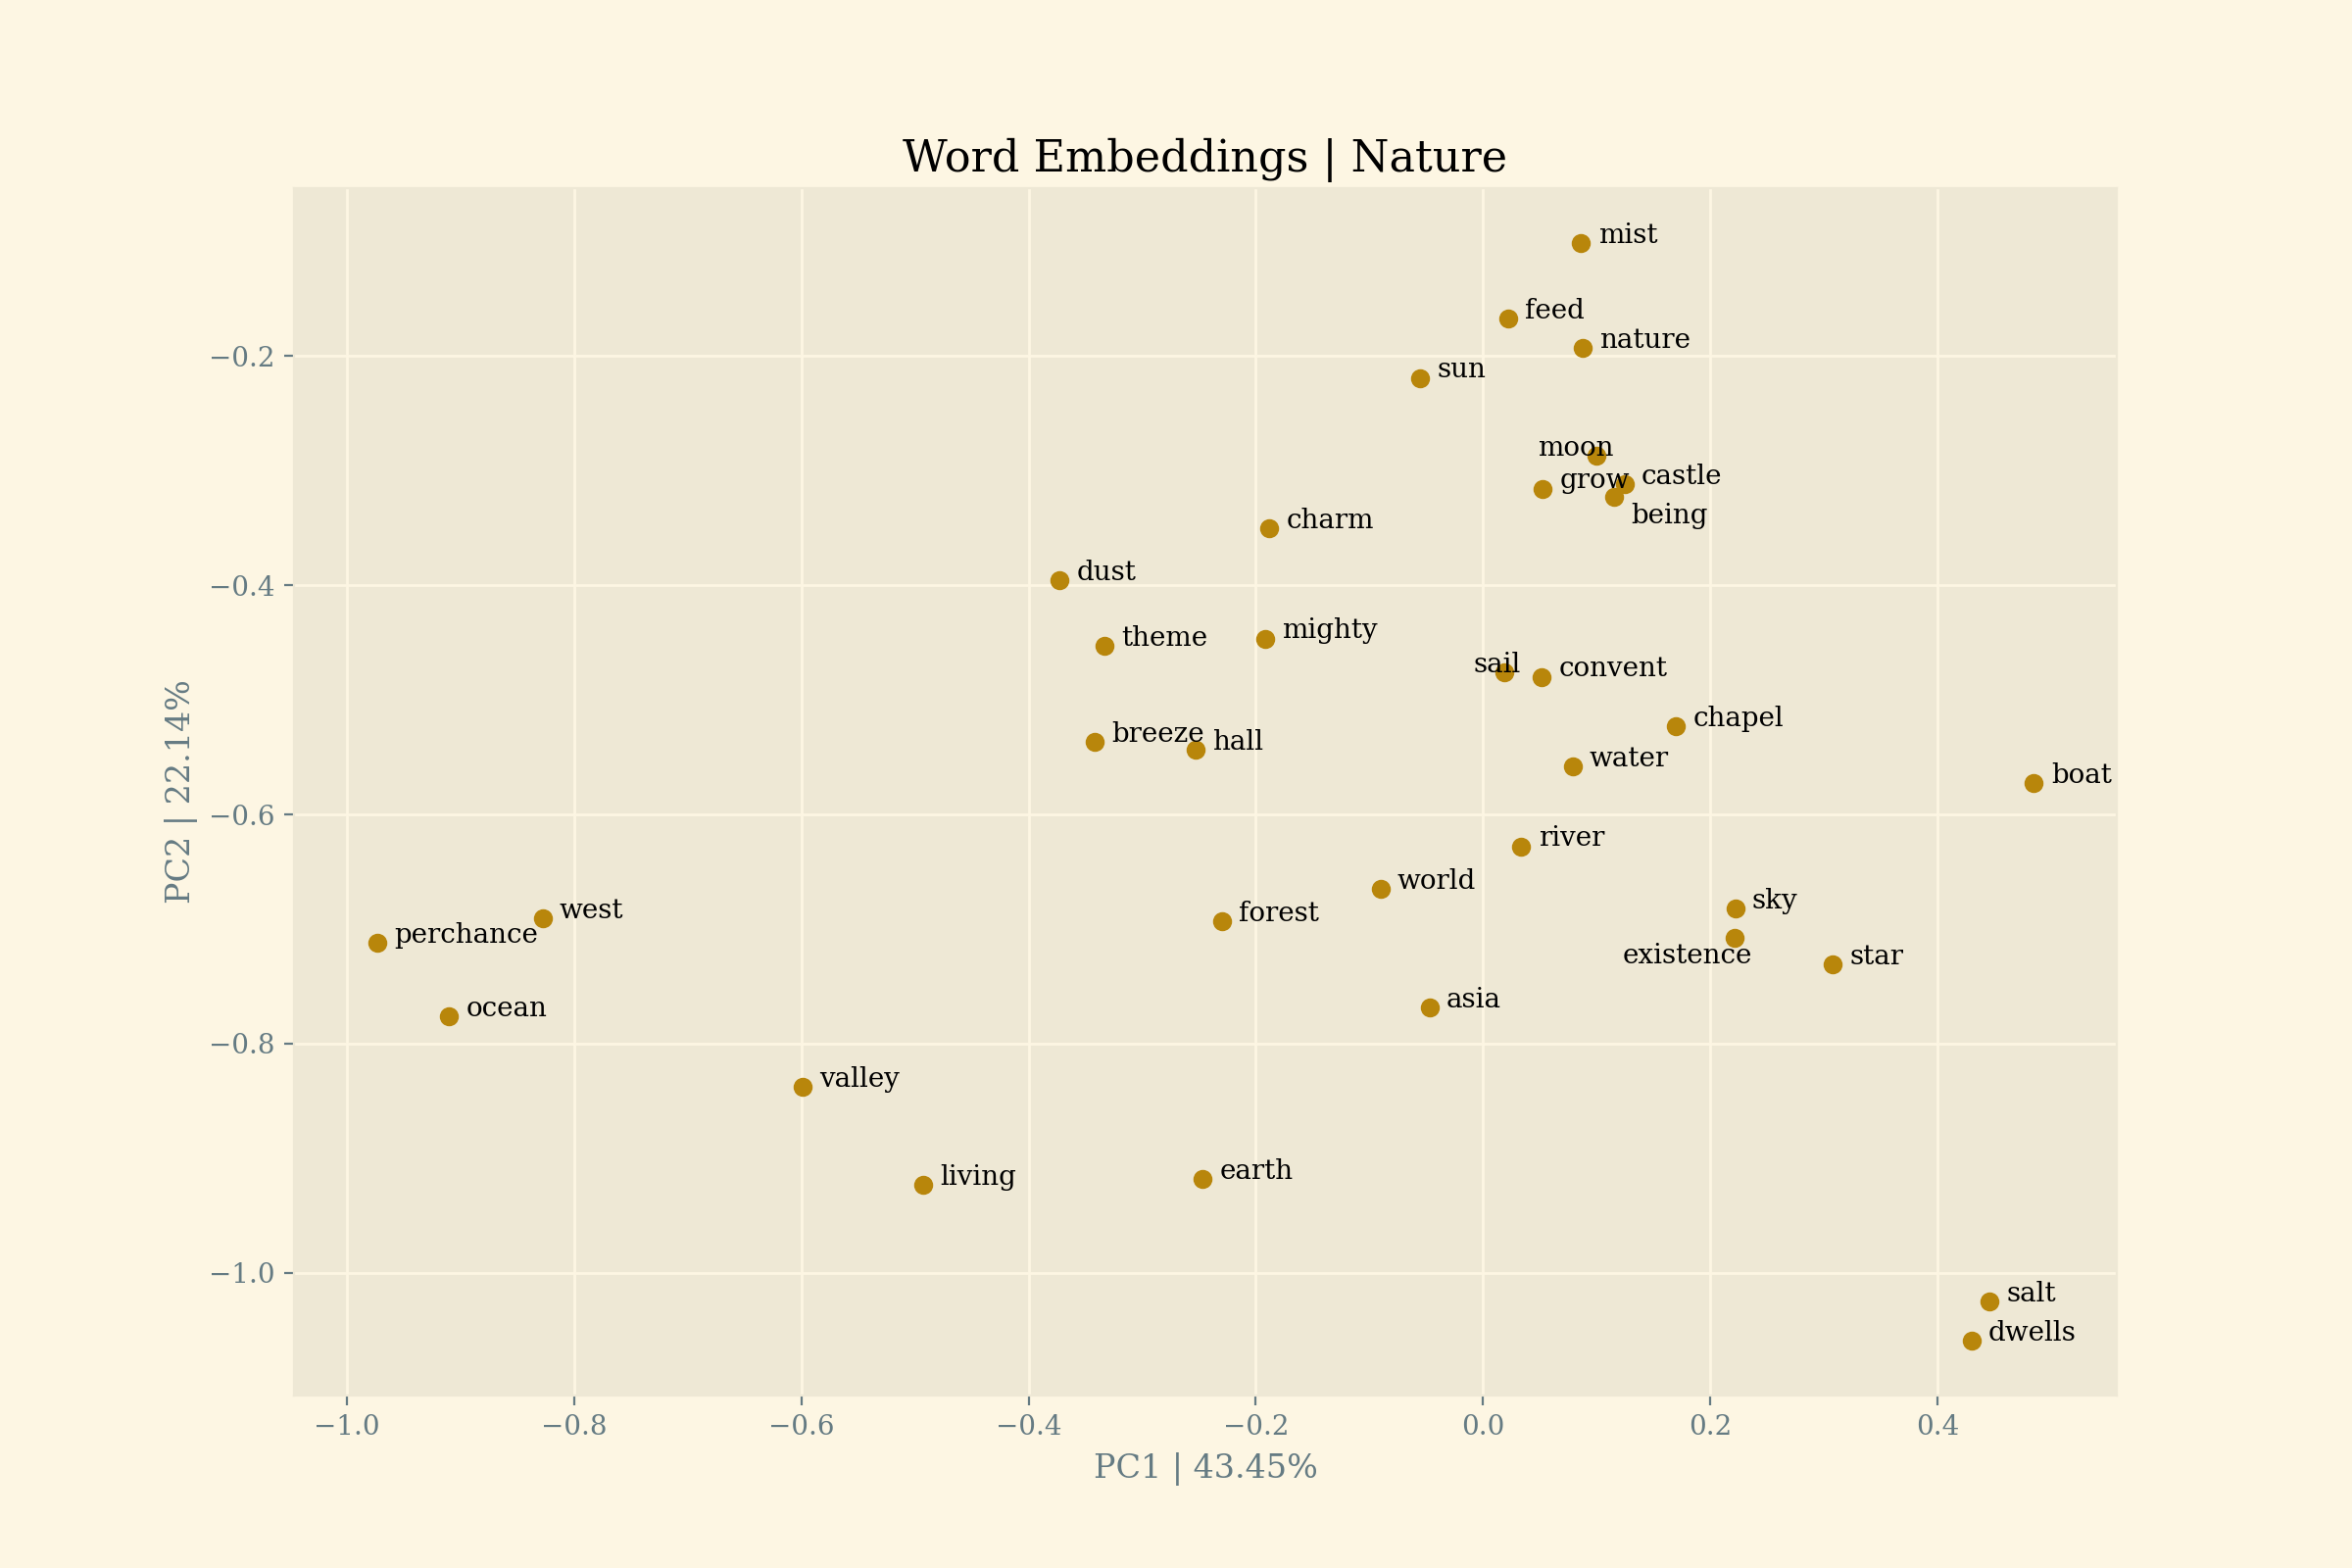 Word Embeddings | Nature
mist
feed
nature
−0.2
sun
moon
castle
grow
being
charm
dust
−0.4
mighty
theme
sail
convent
chapel
breeze
hall
water
boat
−0.6
river
world
sky
west
forest
perchance
existence
star
asia
ocean
−0.8
valley
earth
living
−1.0
salt
dwells
PC2 | 22.14%
−1.0 −0.8 −0.6 −0.4 −0.2 0.0 0.2 0.4
PC1 | 43.45%